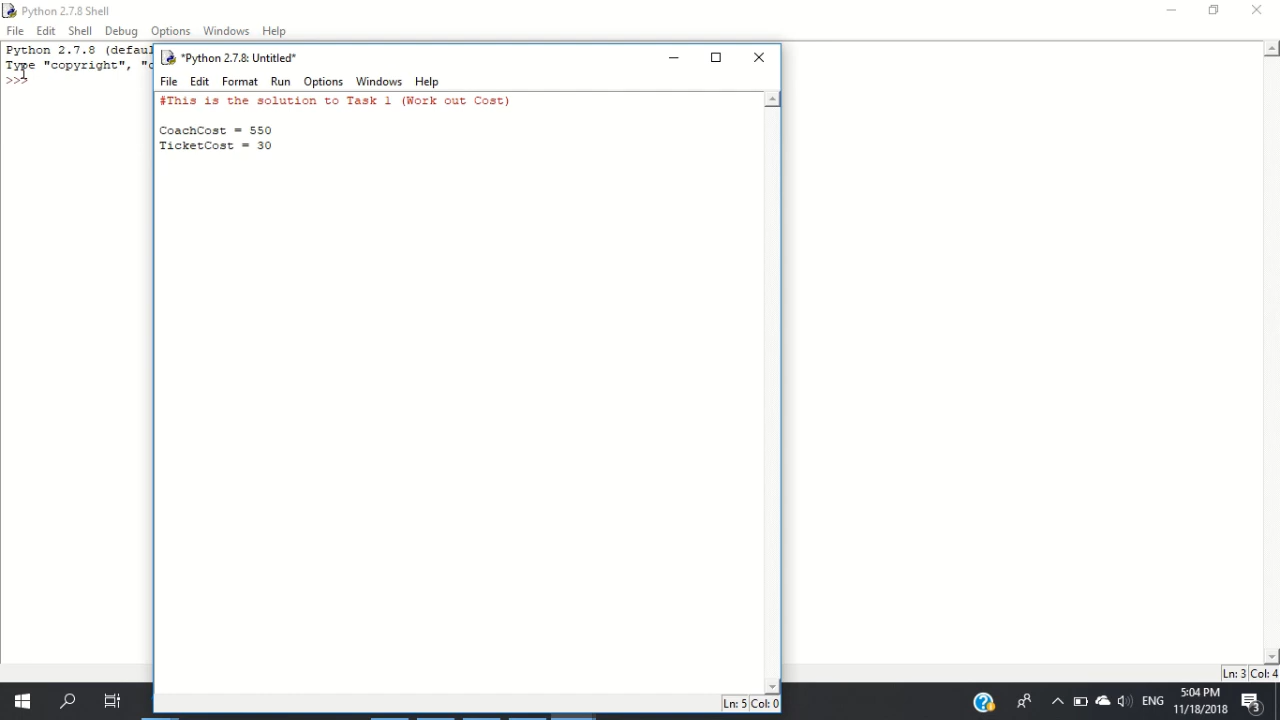 Python 2.7.8 Shell
File Edit Shell Debug Options Windows Help
Python 2.7.8 (defau
Type "copyright", "
>>>
*Python 2.7.8: Untitled*
File Edit Format Run Options Windows Help
#This is the solution to Task 1 (Work out Cost)
CoachCost = 550
TicketCost = 30
Ln: 5 Col: 0
Ln: 3 Col: 4
ENG
5:04 PM
11/18/2018
3